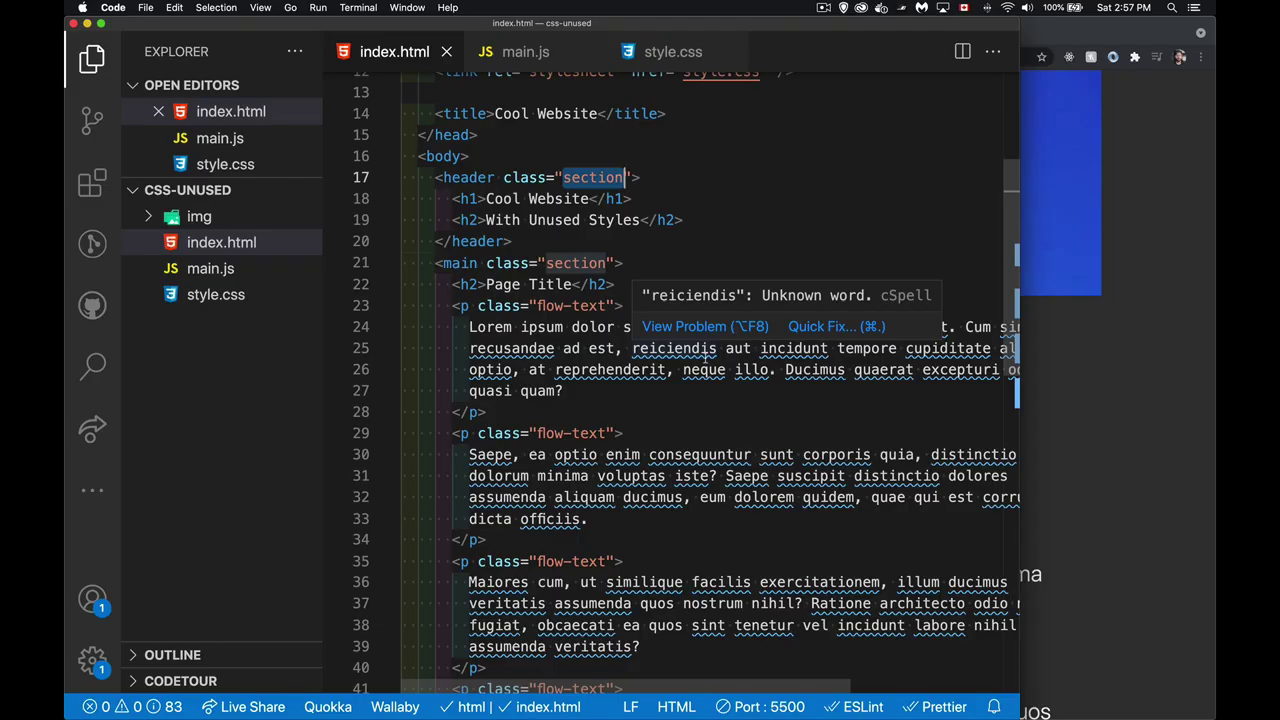 Code File Edit Selection View Go Run Terminal Window Help 100% Sat 2:57 PM
index.html — css-unused
EXPLORER
OPEN EDITORS
index.html
JS main.js
style.css
CSS-UNUSED
img
index.html
JS main.js
style.css
OUTLINE
CODETOUR
1
1
index.html JS main.js style.css
12 <link rel="stylesheet" href="style.css" />
13
14 <title>Cool Website</title>
15 </head>
16 <body>
17 <header class="section">
18 <h1>Cool Website</h1>
19 <h2>With Unused Styles</h2>
20 </header>
21 <main class="section">
22 <h2>Page Title</h2>
23 <p class="flow-text">
24 Lorem ipsum dolor s t. Cum sin
25 recusandae ad est, reiciendis aut incidunt tempore cupiditate al
26 optio, at reprehenderit, neque illo. Ducimus quaerat excepturi od
27 quasi quam?
28 </p>
29 <p class="flow-text">
30 Saepe, ea optio enim consequuntur sunt corporis quia, distinctio
31 dolorum minima voluptas iste? Saepe suscipit distinctio dolores
32 assumenda aliquam ducimus, eum dolorem quidem, quae qui est corru
33 dicta officiis.
34 </p>
35 <p class="flow-text">
36 Maiores cum, ut similique facilis exercitationem, illum ducimus
37 veritatis assumenda quos nostrum nihil? Ratione architecto odio
38 fugiat, obcaecati ea quos sint tenetur vel incidunt labore nihil
39 assumenda veritatis?
40 </p>
41 <p class="flow-text">
"reiciendis": Unknown word. cSpell
View Problem (⌥F8) Quick Fix... (⌘.)
ma
uos
0 0 83 Live Share Quokka Wallaby html index.html LF HTML Port : 5500 ESLint Prettier